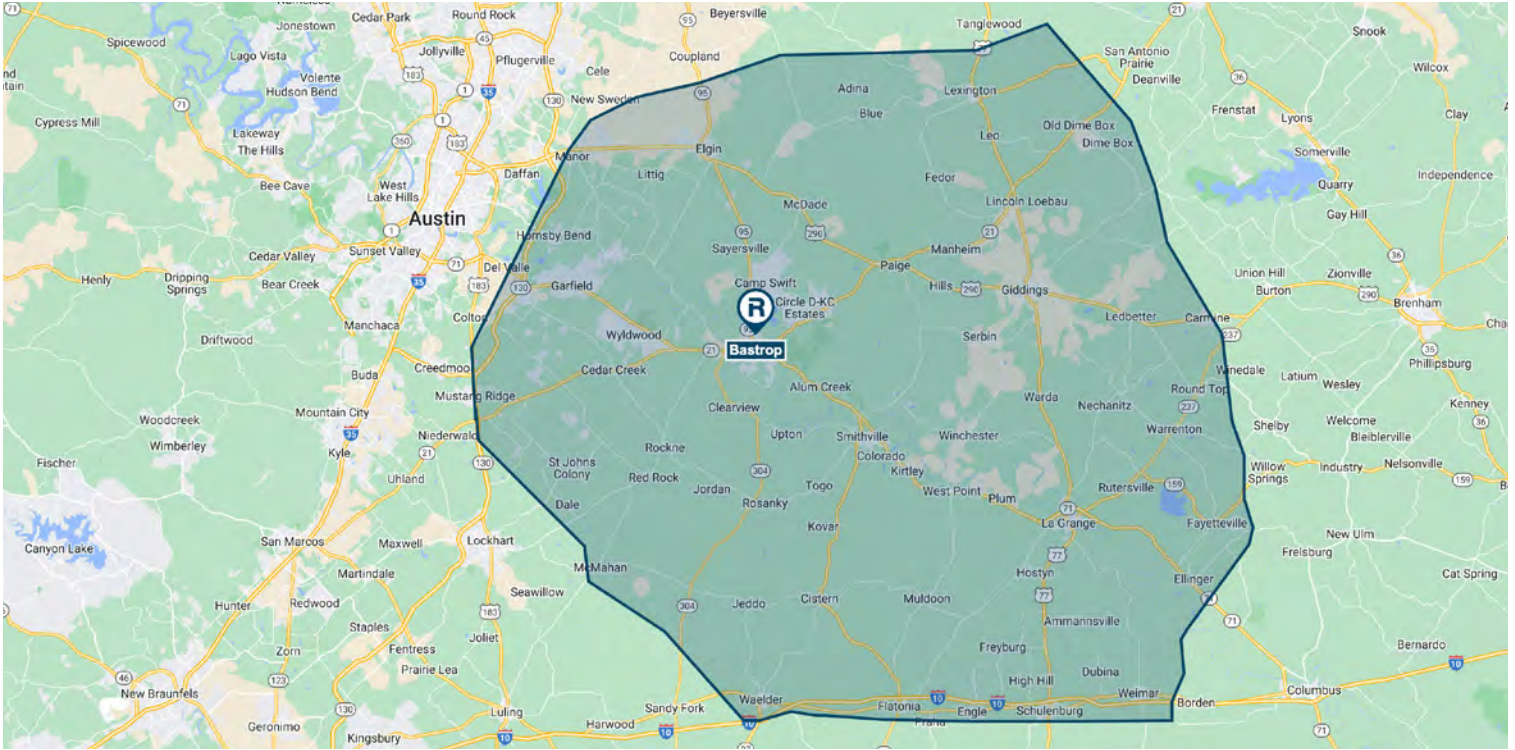 Jonestown
Cedar Park
Round Rock
Beyersville
Tanglewood
Spicewood
Lago Vista
Jollyville
Pflugerville
Coupland
San Antonio
Prairie
Snook
Volente
Hudson Bend
Cele
Deanville
Wilcox
New Sweden
Adina
Lexington
Frenstat
Lyons
Clay
Cypress Mill
Lakeway
The Hills
Blue
Leo
Old Dime Box
Dime Box
Manor
Elgin
Somerville
Daffan
Littig
Fedor
Quarry
Independence
Bee Cave
West
Lake Hills
Austin
McDade
Lincoln Loebau
Gay Hill
Hornsby Bend
Sayersville
Manheim
Cedar Valley
Sunset Valley
Del Valle
Paige
Henly
Dripping
Springs
Bear Creek
Garfield
Camp Swift
Circle D-KC
Estates
Hills
Giddings
Union Hill
Burton
Zionville
Brenham
Manchaca
Colton
Wyldwood
Bastrop
Serbin
Ledbetter
Carmine
Driftwood
Phillipsburg
Buda
Creedmoor
Cedar Creek
Winedale
Latium
Wesley
Mustang Ridge
Alum Creek
Warda
Nechanitz
Round Top
Kenney
Woodcreek
Wimberley
Mountain City
Clearview
Warrenton
Shelby
Welcome
Bleiblerville
Niederwald
Kyle
Rockne
Upton
Smithville
Colorado
Winchester
Fischer
Uhland
St Johns
Colony
Red Rock
Jordan
Togo
Kirtley
West Point
Plum
Rutersville
Willow
Springs
Industry
Nelsonville
Dale
Rosanky
Kovar
La Grange
Fayetteville
Canyon Lake
San Marcos
Maxwell
Lockhart
New Ulm
Frelsburg
Martindale
McMahan
Hostyn
Ellinger
Cat Spring
Hunter
Redwood
Seawillow
Jeddo
Cistern
Muldoon
Staples
Joliet
Ammannsville
Zorn
Fentress
Freyburg
Bernardo
Prairie Lea
High Hill
Dubina
New Braunfels
Waelder
Weimar
Borden
Columbus
Geronimo
Luling
Sandy Fork
Harwood
Flatonia
Praha
Engle
Schulenburg
Kingsbury